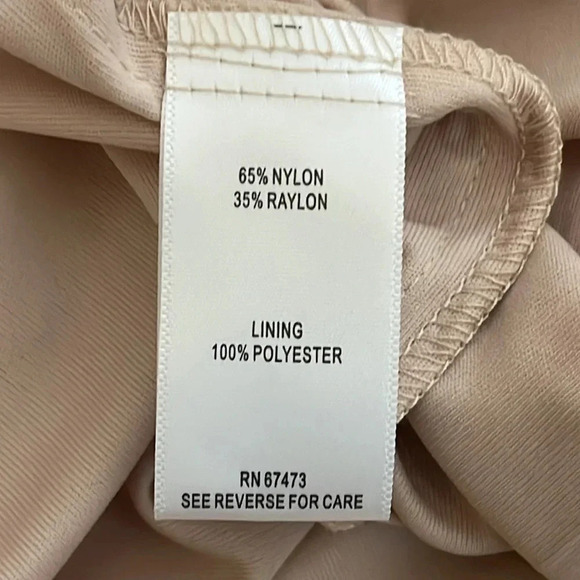 65% NYLON
35% RAYLON
LINING
100% POLYESTER
RN 67473
SEE REVERSE FOR CARE